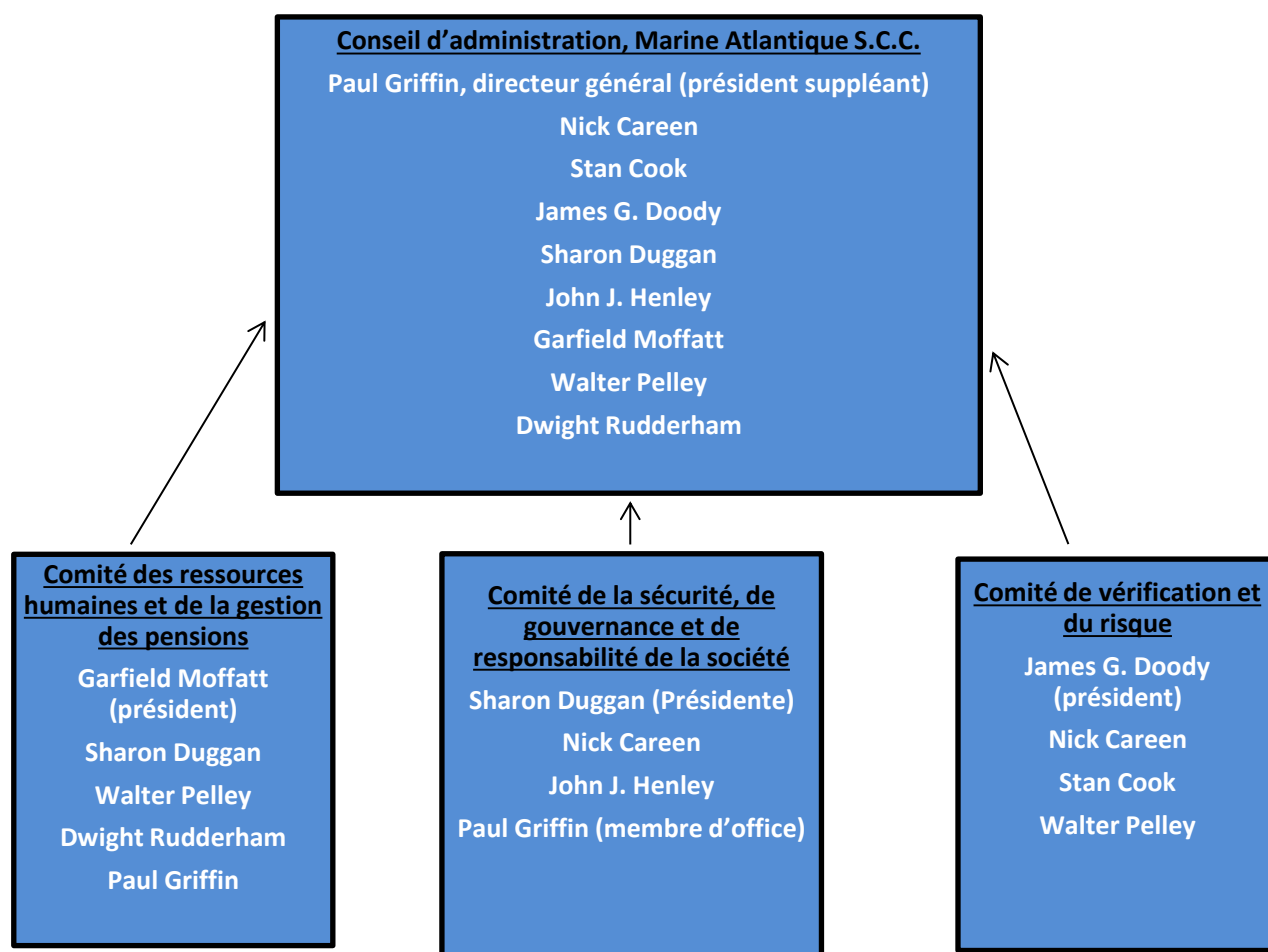 Conseil d’administration, Marine Atlantique S.C.C.
Paul Griffin, directeur général (président suppléant)
Nick Careen
Stan Cook
James G. Doody
Sharon Duggan
John J. Henley
Garfield Moffatt
Walter Pelley
Dwight Rudderham
Comité des ressources
humaines et de la gestion
des pensions
Garfield Moffatt
(président)
Sharon Duggan
Walter Pelley
Dwight Rudderham
Paul Griffin
Comité de la sécurité, de
gouvernance et de
responsabilité de la société
Sharon Duggan (Présidente)
Nick Careen
John J. Henley
Paul Griffin (membre d’office)
Comité de vérification et
du risque
James G. Doody
(président)
Nick Careen
Stan Cook
Walter Pelley